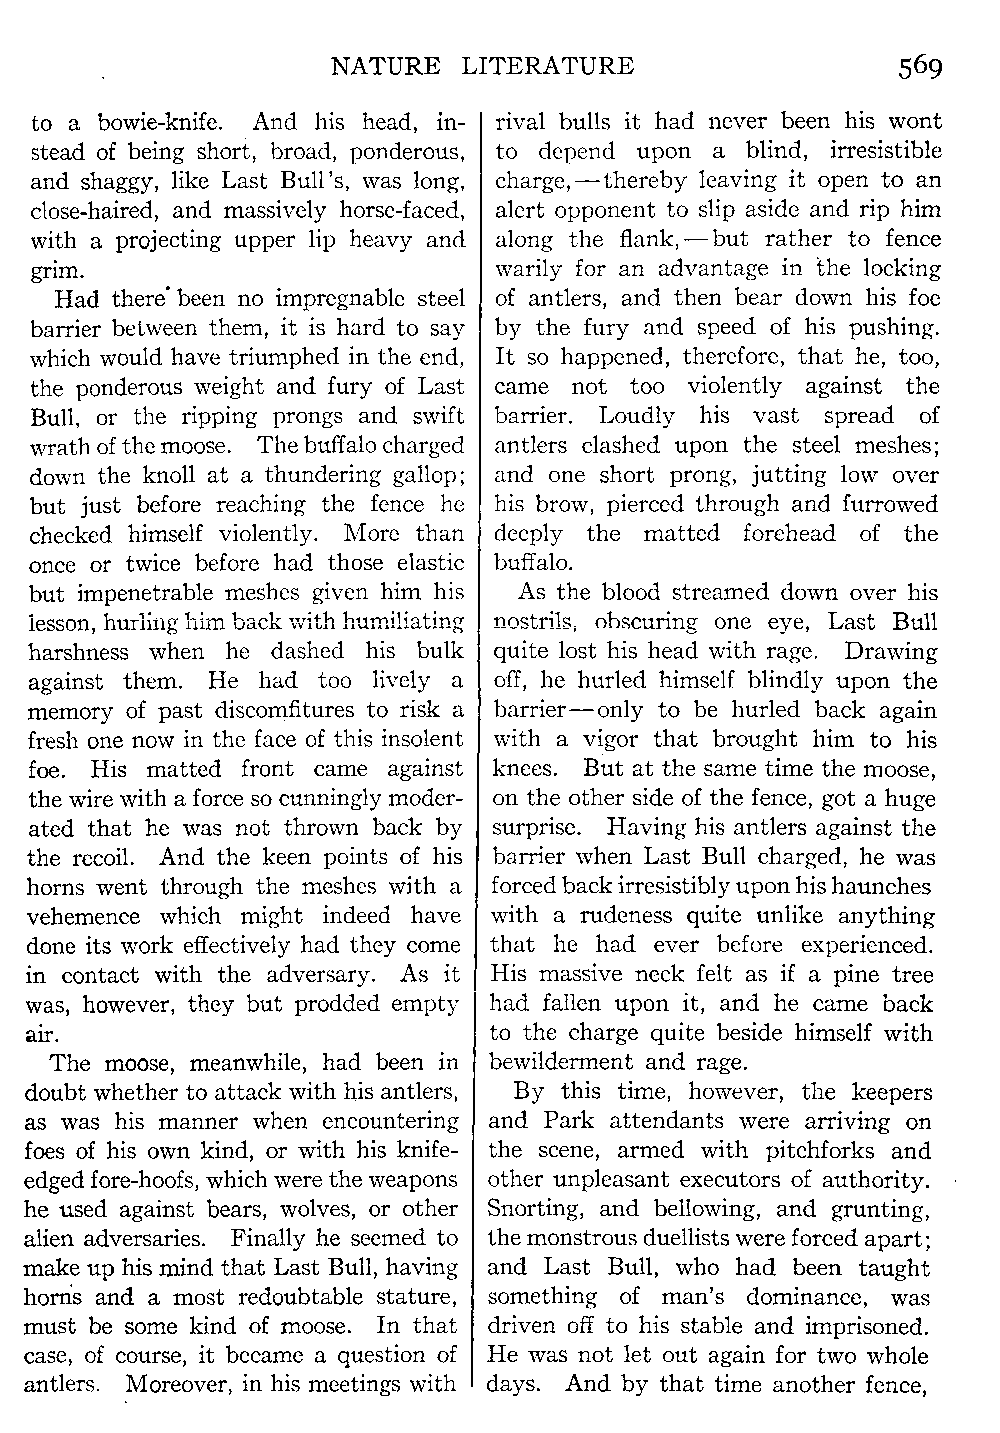 NATURE LITERATURE 569
to a bowie-knife. And his head, in-
stead of being short, broad, ponderous,
and shaggy, like Last Bull's, was long,
close-haired, and massively horse-faced,
with a projecting upper lip heavy and
grim.
Had there been no impregnable steel
barrier between them, it is hard to say
which would have triumphed in the end,
the ponderous weight and fury of Last
Bull, or the ripping prongs and swift
wrath of the moose. The buffalo charged
down the knoll at a thundering gallop;
but just before reaching the fence he
checked himself violently. More than
once or twice before had those elastic
but impenetrable meshes given him his
lesson, hurling him back with humiliating
harshness when he dashed his bulk
against them. He had too lively a
memory of past discomfitures to risk a
fresh one now in the face of this insolent
foe. His matted front came against
the wire with a force so cunningly moder-
ated that he was not thrown back by
the recoil. And the keen points of his
horns went through the meshes with a
vehemence which might indeed have
done its work effectively had they come
in contact with the adversary. As it
was, however, they but prodded empty
air.
The moose, meanwhile, had been in
doubt whether to attack with his antlers,
as was his manner when encountering
foes of his own kind, or with his knife-
edged fore-hoofs, which were the weapons
he used against bears, wolves, or other
alien adversaries. Finally he seemed to
make up his mind that Last Bull, having
horns and a most redoubtable stature,
must be some kind of moose. In that
case, of course, it became a question of
antlers. Moreover, in his meetings with
rival bulls it had never been his wont
to depend upon a blind, irresistible
charge,—thereby leaving it open to an
alert opponent to slip aside and rip him
along the flank,—but rather to fence
warily for an advantage in the locking
of antlers, and then bear down his foe
by the fury and speed of his pushing.
It so happened, therefore, that he, too,
came not too violently against the
barrier. Loudly his vast spread of
antlers clashed upon the steel meshes;
and one short prong, jutting low over
his brow, pierced through and furrowed
deeply the matted forehead of the
buffalo.
As the blood streamed down over his
nostrils, obscuring one eye, Last Bull
quite lost his head with rage. Drawing
off, he hurled himself blindly upon the
barrier—only to be hurled back again
with a vigor that brought him to his
knees. But at the same time the moose,
on the other side of the fence, got a huge
surprise. Having his antlers against the
barrier when Last Bull charged, he was
forced back irresistibly upon his haunches
with a rudeness quite unlike anything
that he had ever before experienced.
His massive neck felt as if a pine tree
had fallen upon it, and he came back
to the charge quite beside himself with
bewilderment and rage.
By this time, however, the keepers
and Park attendants were arriving on
the scene, armed with pitchforks and
other unpleasant executors of authority.
Snorting, and bellowing, and grunting,
the monstrous duellists were forced apart;
and Last Bull, who had been taught
something of man's dominance, was
driven off to his stable and imprisoned.
He was not let out again for two whole
days. And by that time another fence,